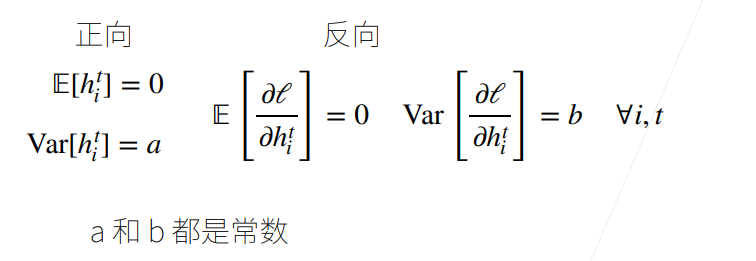 正向 反向
𝔼[h_i^t] = 0
Var[h_i^t] = a
𝔼[∂ℓ/∂h_i^t] = 0 Var[∂ℓ/∂h_i^t] = b ∀i, t
a 和 b 都是常数